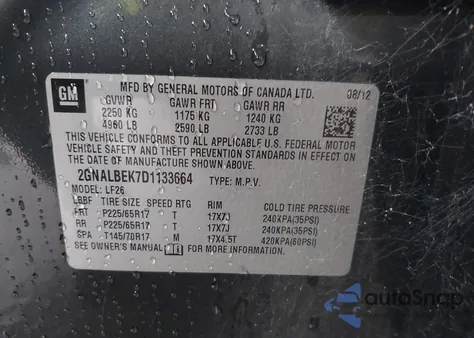 GM
MFD BY GENERAL MOTORS OF CANADA LTD. 08/12
GVWR GAWR FRT GAWR RR
2250 KG 1175 KG 1240 KG
4960 LB 2590 LB 2733 LB
THIS VEHICLE CONFORMS TO ALL APPLICABLE U.S. FEDERAL MOTOR
VEHICLE SAFETY AND THEFT PREVENTION STANDARDS IN EFFECT ON THE
DATE OF MANUFACTURE SHOWN ABOVE.
2GNALBEK7D1133664 TYPE: M.P.V.
MODEL: LF26
LBBF TIRE SIZE SPEED RTG RIM COLD TIRE PRESSURE
FRT P225/65R17 T 17X7J 240KPA(35PSI)
RR P225/65R17 T 17X7J 240KPA(35PSI)
SPA T145/70R17 M 17X4.5T 420KPA(60PSI)
SEE OWNER'S MANUAL FOR MORE INFORMATION.
autoSnap